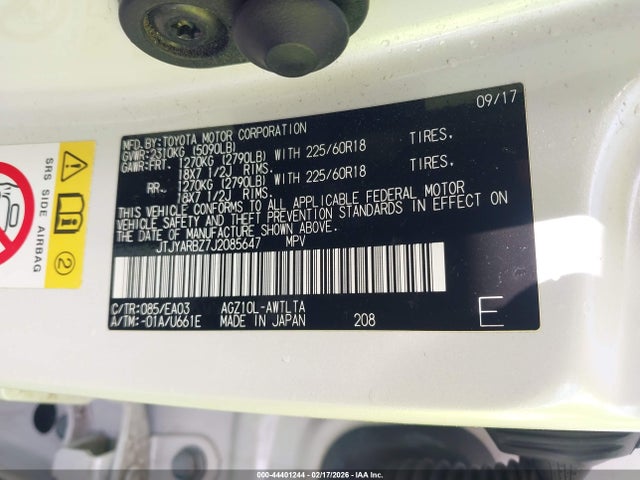 09/17
MFD.BY:TOYOTA MOTOR CORPORATION
GVWR:2310KG (5090LB)
GAWR-FRT. 1270KG (2790LB) WITH 225/60R18 TIRES,
18X7 1/2J RIMS.
RR. 1270KG (2790LB) WITH 225/60R18 TIRES,
18X7 1/2J RIMS.
THIS VEHICLE CONFORMS TO ALL APPLICABLE FEDERAL MOTOR
VEHICLE SAFETY AND THEFT PREVENTION STANDARDS IN EFFECT ON
THE DATE OF MANUFACTURE SHOWN ABOVE.
JTJYARBZ7J2085647 MPV
C/TR:085/EA03 AGZ10L-AWTLTA
A/TM:-01A/U661E MADE IN JAPAN 208 E
SRS SIDE AIRBAG
2
000-44401244 - 02/17/2026 - IAA Corp.